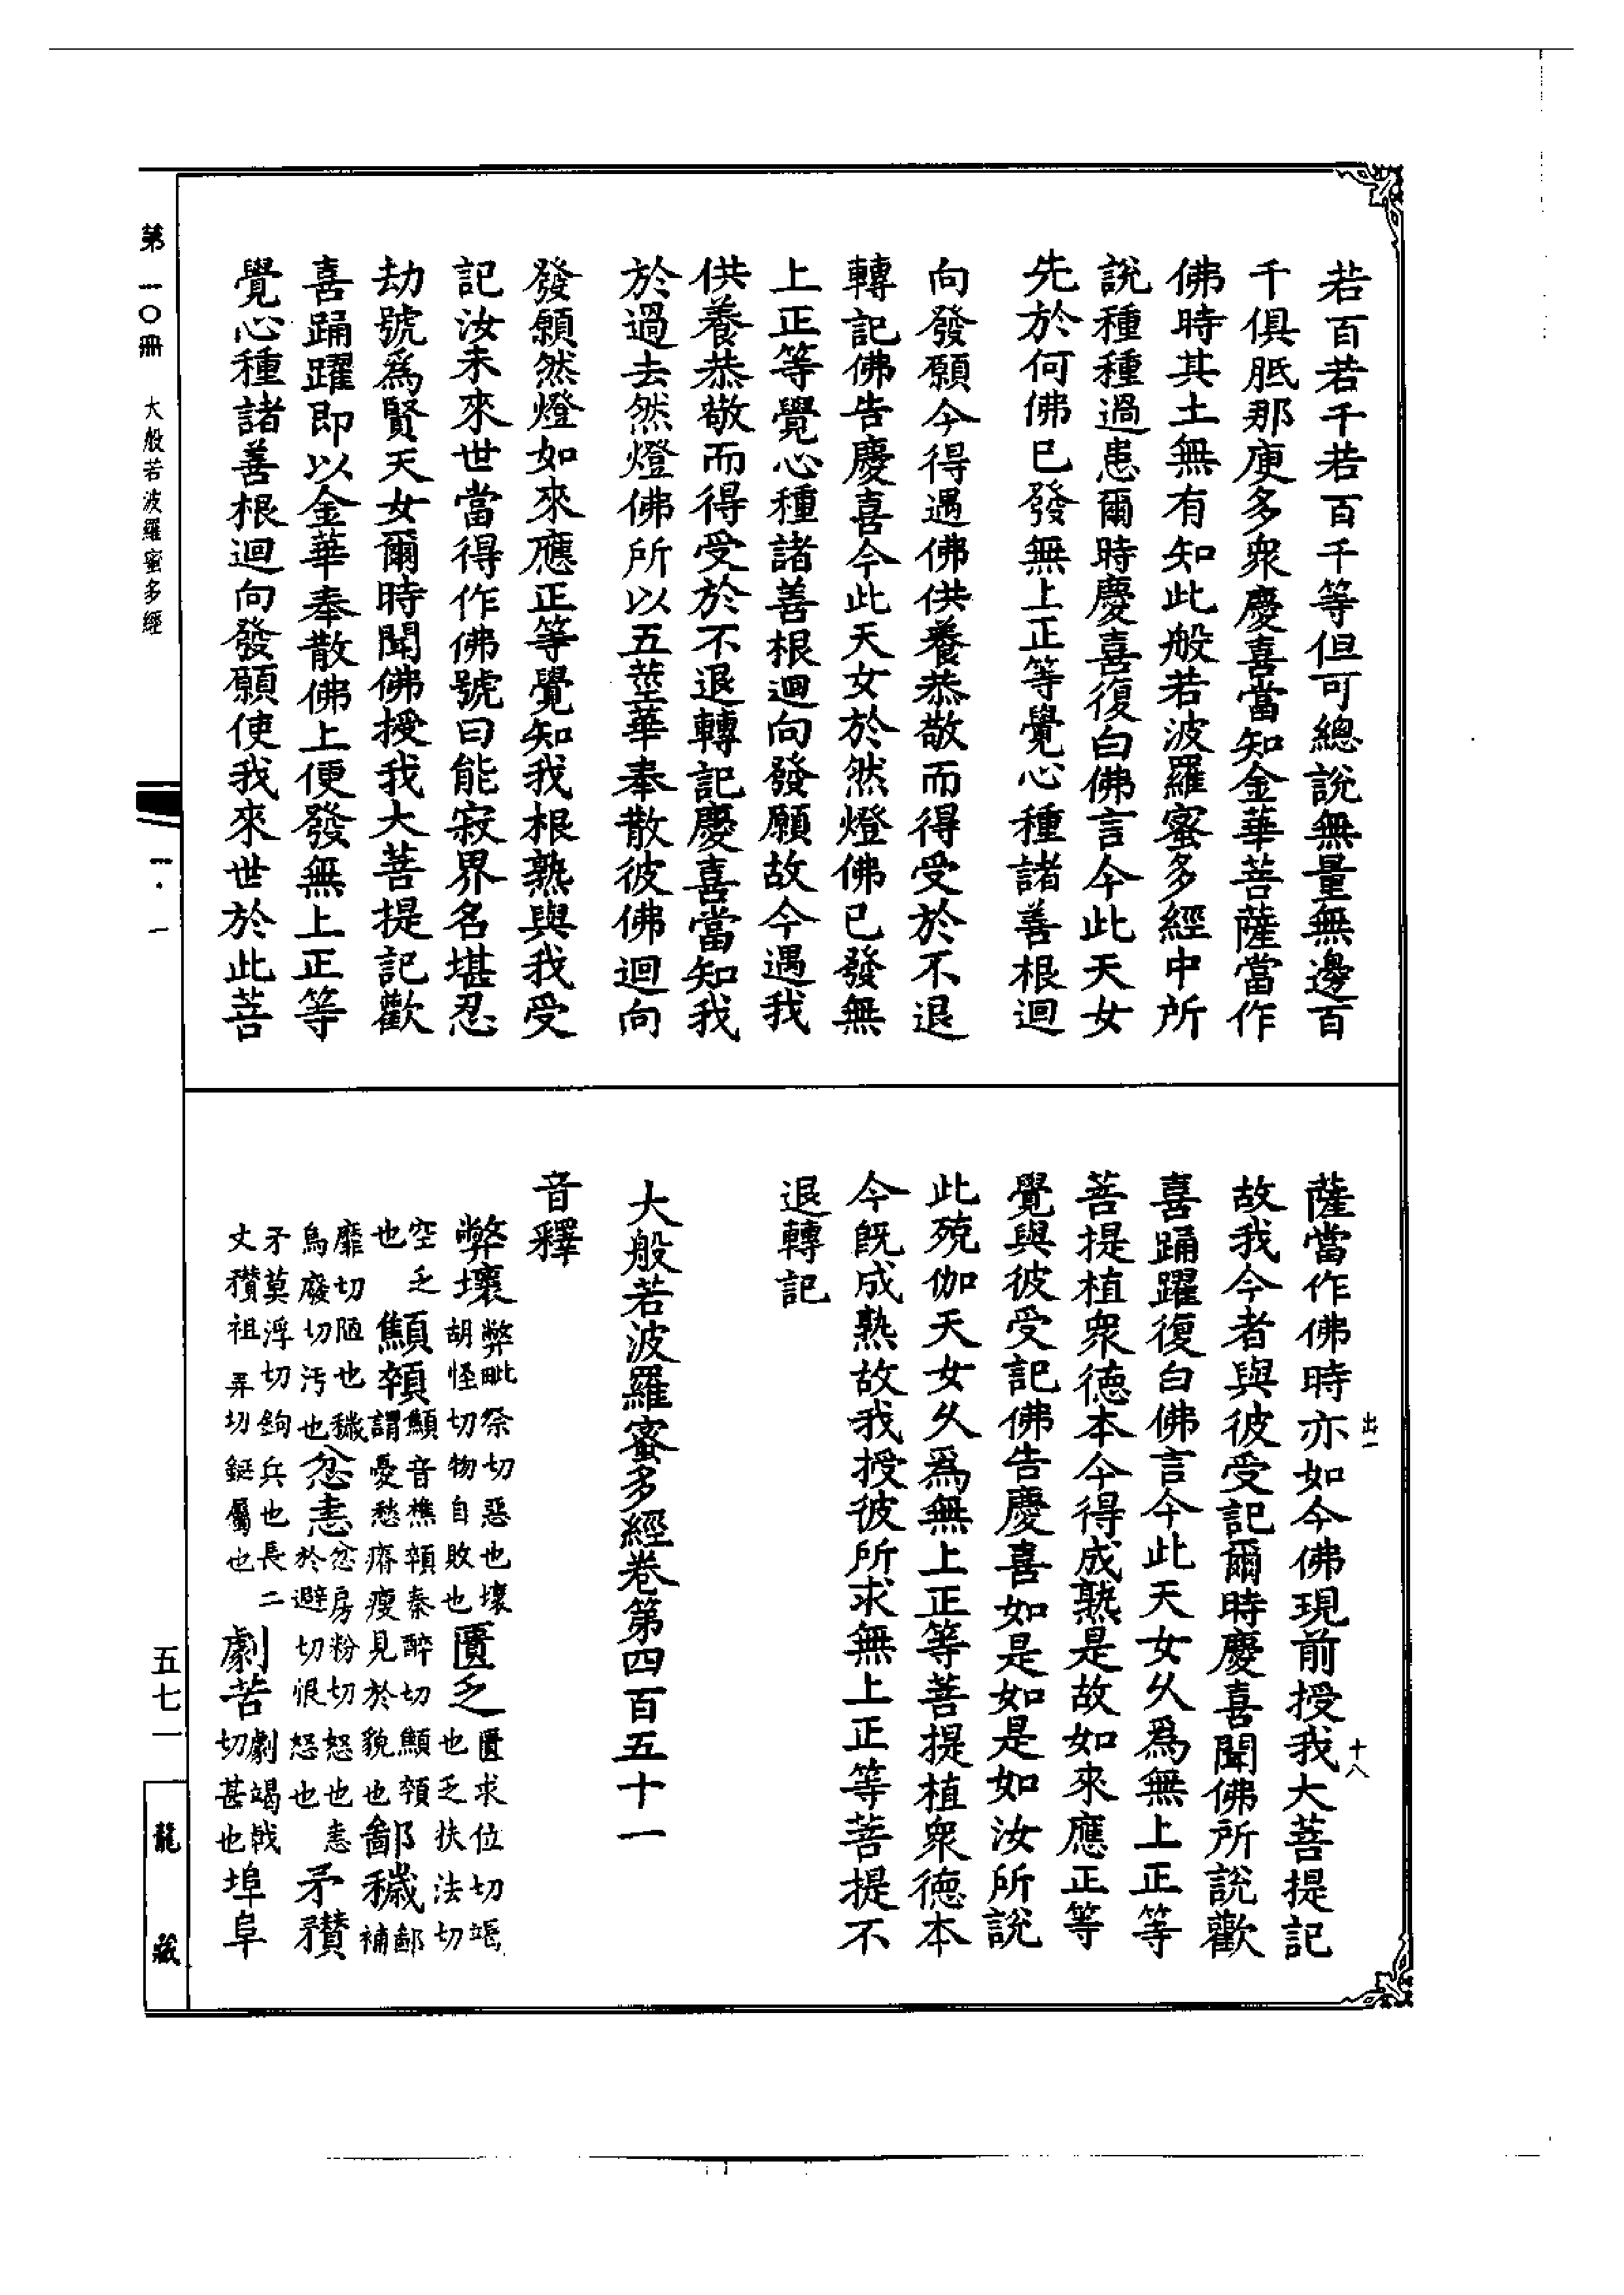 若百若千若百千等但可總說無量無邊百
千俱胝那庾多衆慶喜當知金華菩薩當作
佛時其土無有知此般若波羅蜜多經中所
說種種過患爾時慶喜復白佛言今此天女
先於何佛已發無上正等覺心種諸善根迴
向發願今得遇佛供養恭敬而得受於不退
轉記佛告慶喜今此天女於然燈佛已發無
上正等覺心種諸善根迴向發願故今遇我
供養恭敬而得受於不退轉記慶喜當知我
於過去然燈佛所以五莖華奉散彼佛迴向
發願然燈如來應正等覺知我根熟與我受
記汝未來世當得作佛號曰能寂界名堪忍
劫號爲賢天女爾時聞佛授我大菩提記歡
喜踊躍即以金華奉散佛上便發無上正等
覺心種諸善根迴向發願使我來世於此菩
薩當作佛時亦如今佛現前授我大菩提記
故我今者與彼受記爾時慶喜聞佛所說歡
喜踊躍復白佛言今此天女久爲無上正等
菩提植衆德本今得成熟是故如來應正等
覺與彼受記佛告慶喜如是如是如汝所說
此殑伽天女久爲無上正等菩提植衆德本
今既成熟故我授彼所求無上正等菩提不
退轉記
大般若波羅蜜多經卷第四百五十一
音釋
弊壞 弊毗祭切惡也壞胡怪切物自敗也 匱乏 匱求位切竭也乏扶法切
空乏也 顦顇 顦音樵顇秦醉切顦顇謂憂愁瘠瘦見於貌也 鄙穢 鄙補
靡切陋也穢烏廢切污也 忿恚 忿房粉切怒也恚於避切恨怒也 矛䂎
矛莫浮切鉤兵也長二丈䂎祖弄切鋋屬也 劇苦 劇竭戟切甚也 埠阜
出一
十八
第一〇册 大般若波羅蜜多經
一·一
五七一
龍藏